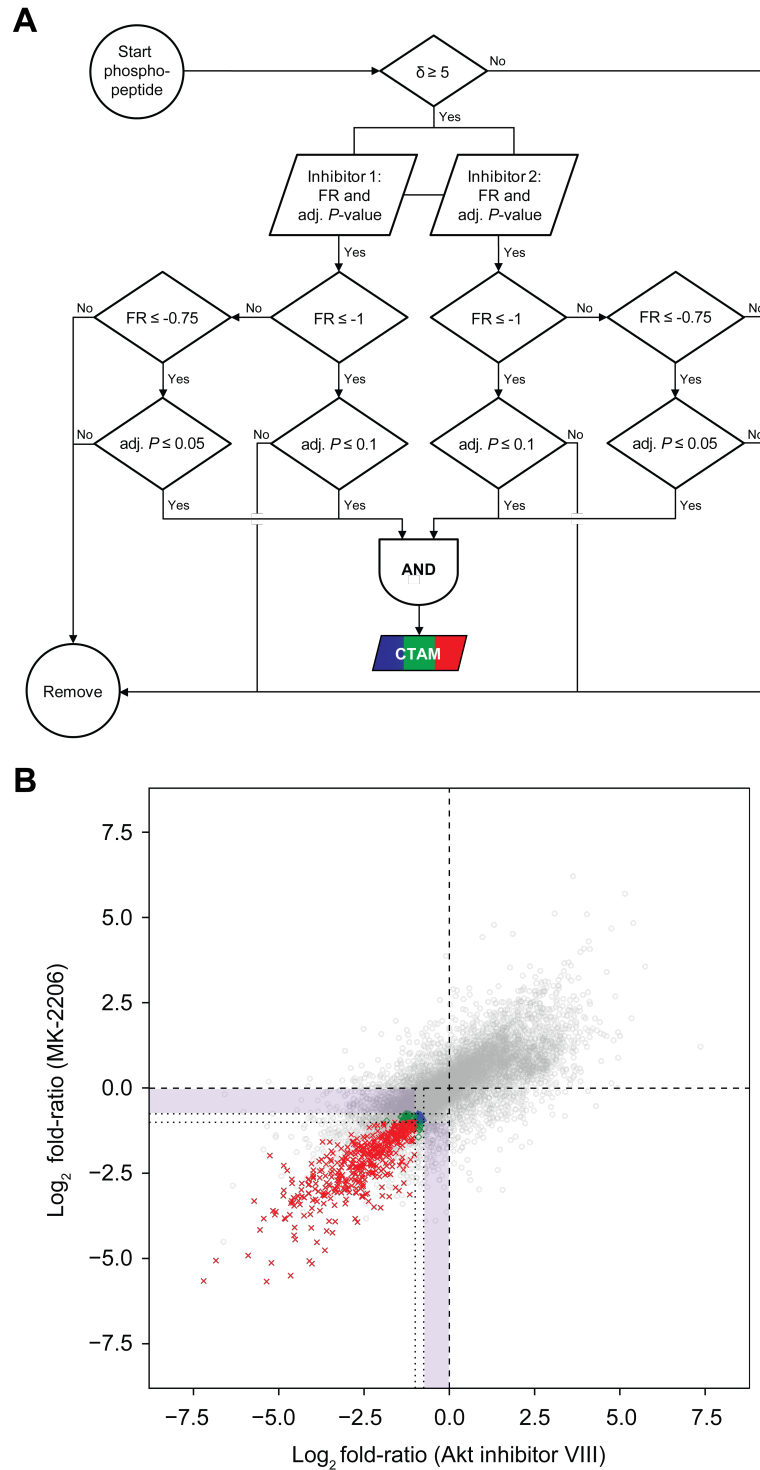 A
Start
phospho-
peptide
δ ≥ 5
No
Yes
Inhibitor 1:
FR and
adj. P-value
Inhibitor 2:
FR and
adj. P-value
Yes
Yes
No
FR ≤ -0.75
No
FR ≤ -1
FR ≤ -1
No
FR ≤ -0.75
No
Yes
Yes
Yes
Yes
No
adj. P ≤ 0.05
No
adj. P ≤ 0.1
adj. P ≤ 0.1
No
adj. P ≤ 0.05
No
Yes
Yes
Yes
Yes
AND
CTAM
Remove
B
7.5
5.0
2.5
0.0
−2.5
−5.0
−7.5
Log2 fold-ratio (MK-2206)
−7.5 −5.0 −2.5 0.0 2.5 5.0 7.5
Log2 fold-ratio (Akt inhibitor VIII)